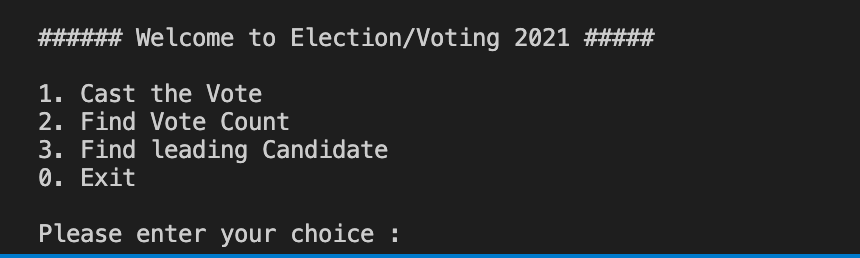 ###### Welcome to Election/Voting 2021 #####
1. Cast the Vote
2. Find Vote Count
3. Find leading Candidate
0. Exit
Please enter your choice :